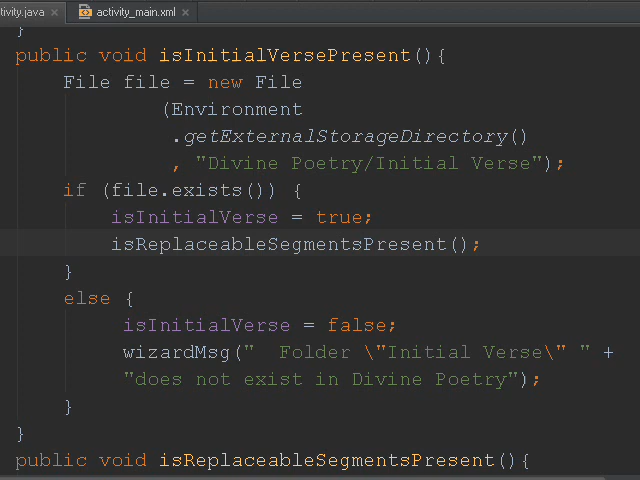 tivity.java × activity_main.xml ×
}
public void isInitialVersePresent(){
File file = new File
(Environment
.getExternalStorageDirectory()
, "Divine Poetry/Initial Verse");
if (file.exists()) {
isInitialVerse = true;
isReplaceableSegmentsPresent();
}
else {
isInitialVerse = false;
wizardMsg("  Folder \"Initial Verse\" " +
"does not exist in Divine Poetry");
}
}
public void isReplaceableSegmentsPresent(){